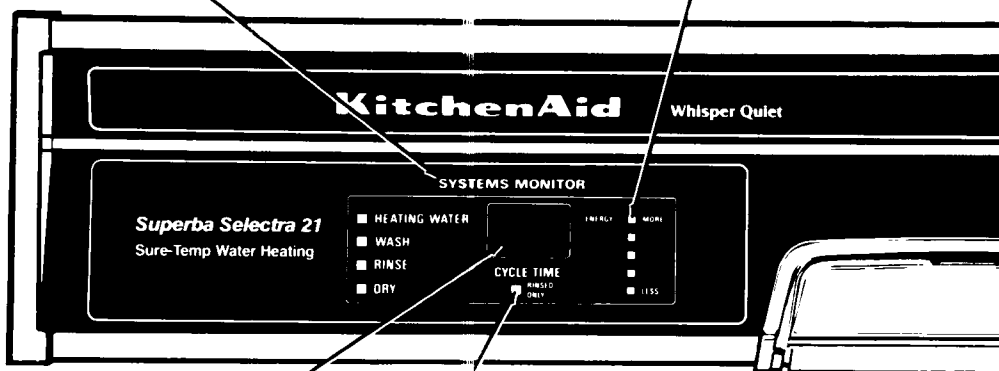 KitchenAid Whisper Quiet
SYSTEMS MONITOR
Superba Selectra 21
Sure-Temp Water Heating
HEATING WATER
WASH
RINSE
DRY
CYCLE TIME
RINSED
ONLY
ENERGY
MORE
LESS